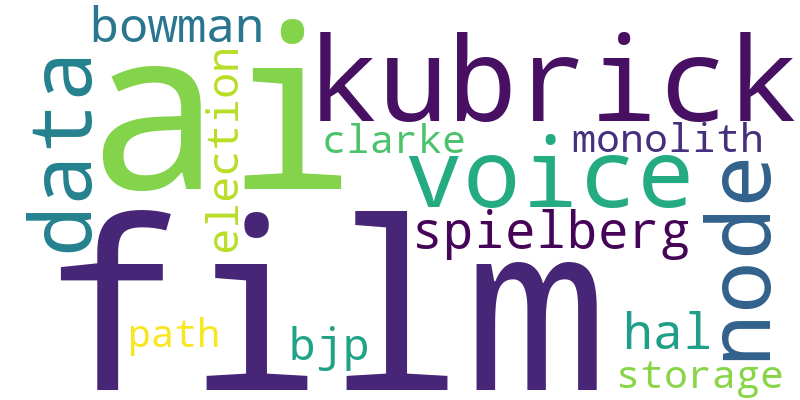 bowman
ai
kubrick
data
election
clarke
monolith
voice
node
spielberg
film
path
bjp
hal
storage